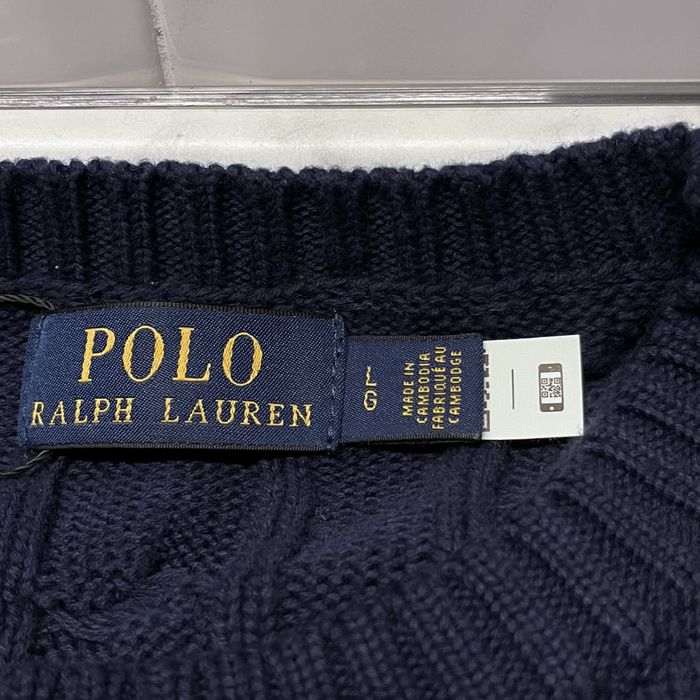 POLO
RALPH LAUREN
L
G
MADE IN
CAMBODIA
FABRIQUÉ AU
CAMBODGE